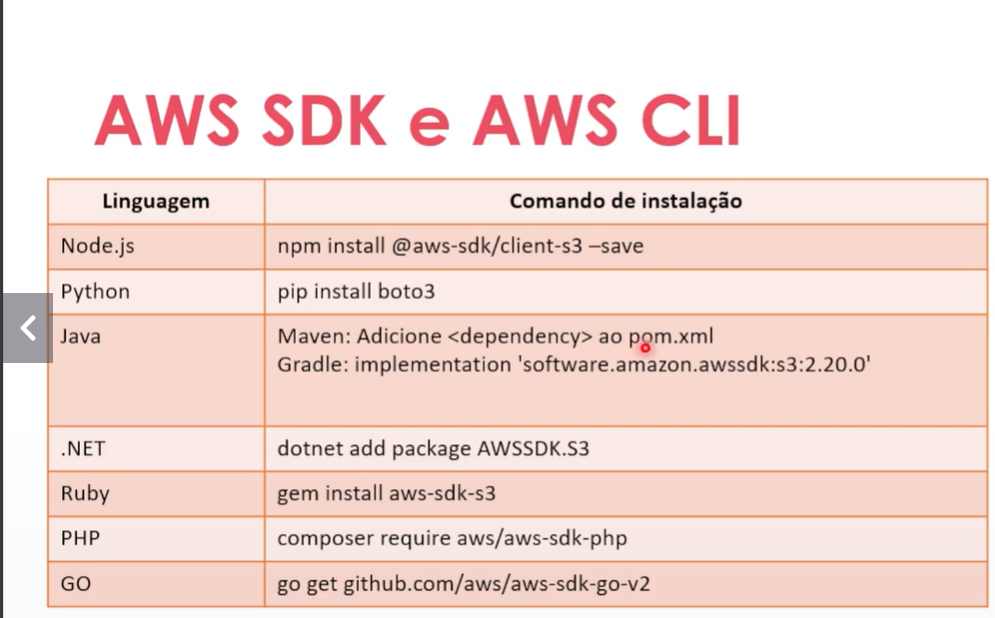 AWS SDK e AWS CLI
Linguagem Comando de instalação
Node.js npm install @aws-sdk/client-s3 –save
Python pip install boto3
Java Maven: Adicione <dependency> ao pom.xml
Gradle: implementation 'software.amazon.awssdk:s3:2.20.0'
.NET dotnet add package AWSSDK.S3
Ruby gem install aws-sdk-s3
PHP composer require aws/aws-sdk-php
GO go get github.com/aws/aws-sdk-go-v2